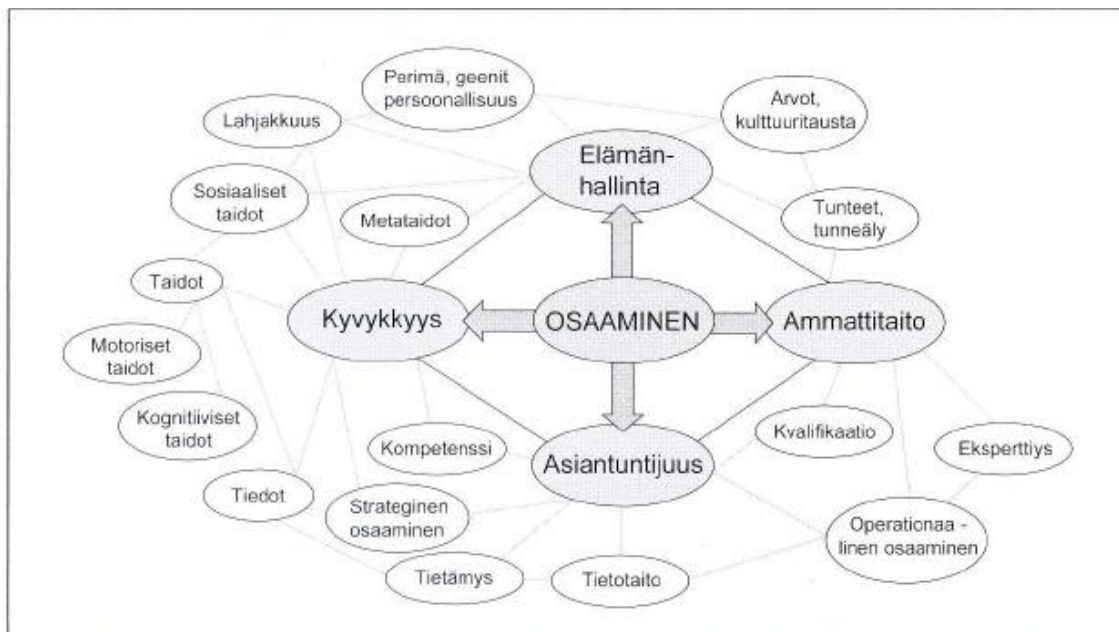 Perimä, geenit
persoonallisuus
Arvot,
kulttuuritausta
Lahjakkuus
Elämän-
hallinta
Sosiaaliset
taidot
Metataidot
Tunteet,
tunneäly
Taidot
Kyvykkyys
OSAAMINEN
Ammattitaito
Motoriset
taidot
Kognitiiviset
taidot
Kompetenssi
Asiantuntijuus
Kvalifikaatio
Eksperttiys
Tiedot
Strateginen
osaaminen
Operationaa -
linen osaaminen
Tietämys
Tietotaito